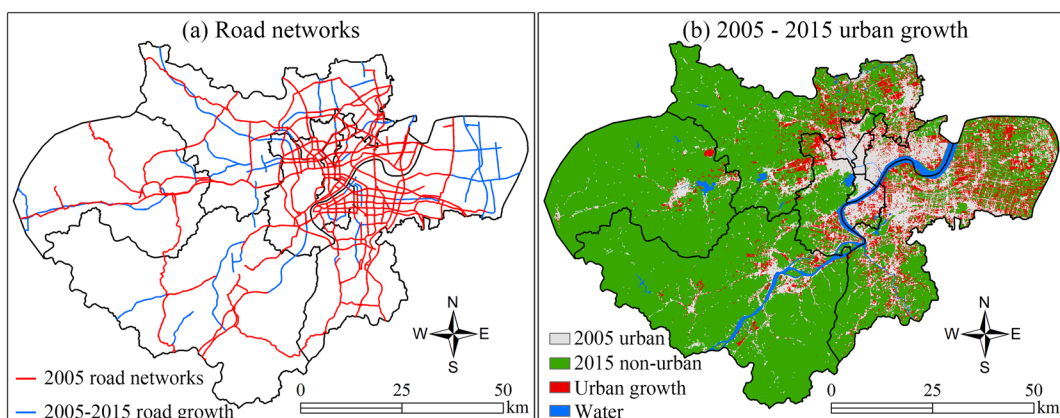 (a) Road networks
N
W E
S
2005 road networks
2005-2015 road growth
0 25 50
km
(b) 2005 - 2015 urban growth
N
W E
S
2005 urban
2015 non-urban
Urban growth
Water
0 25 50
km